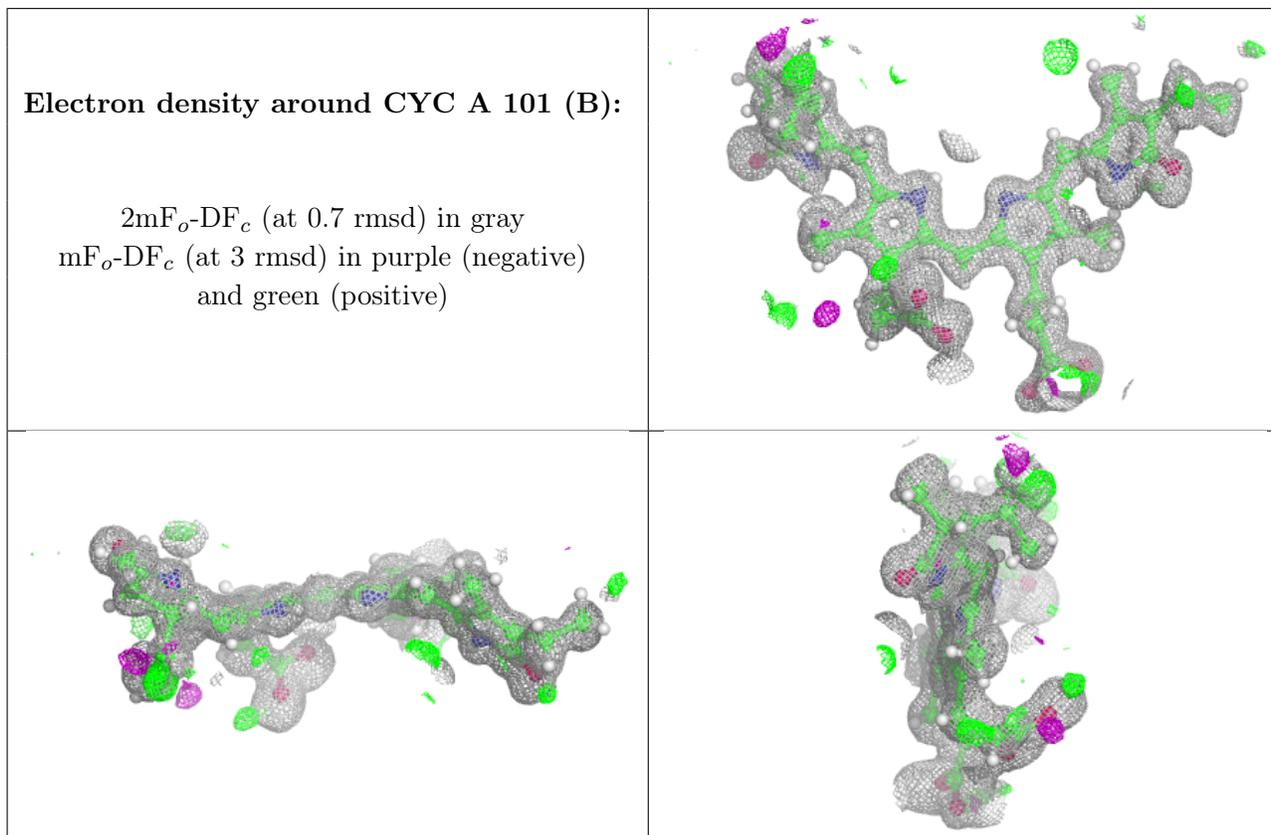 Electron density around CYC A 101 (B):
2mFo-DFc (at 0.7 rmsd) in gray
mFo-DFc (at 3 rmsd) in purple (negative)
and green (positive)